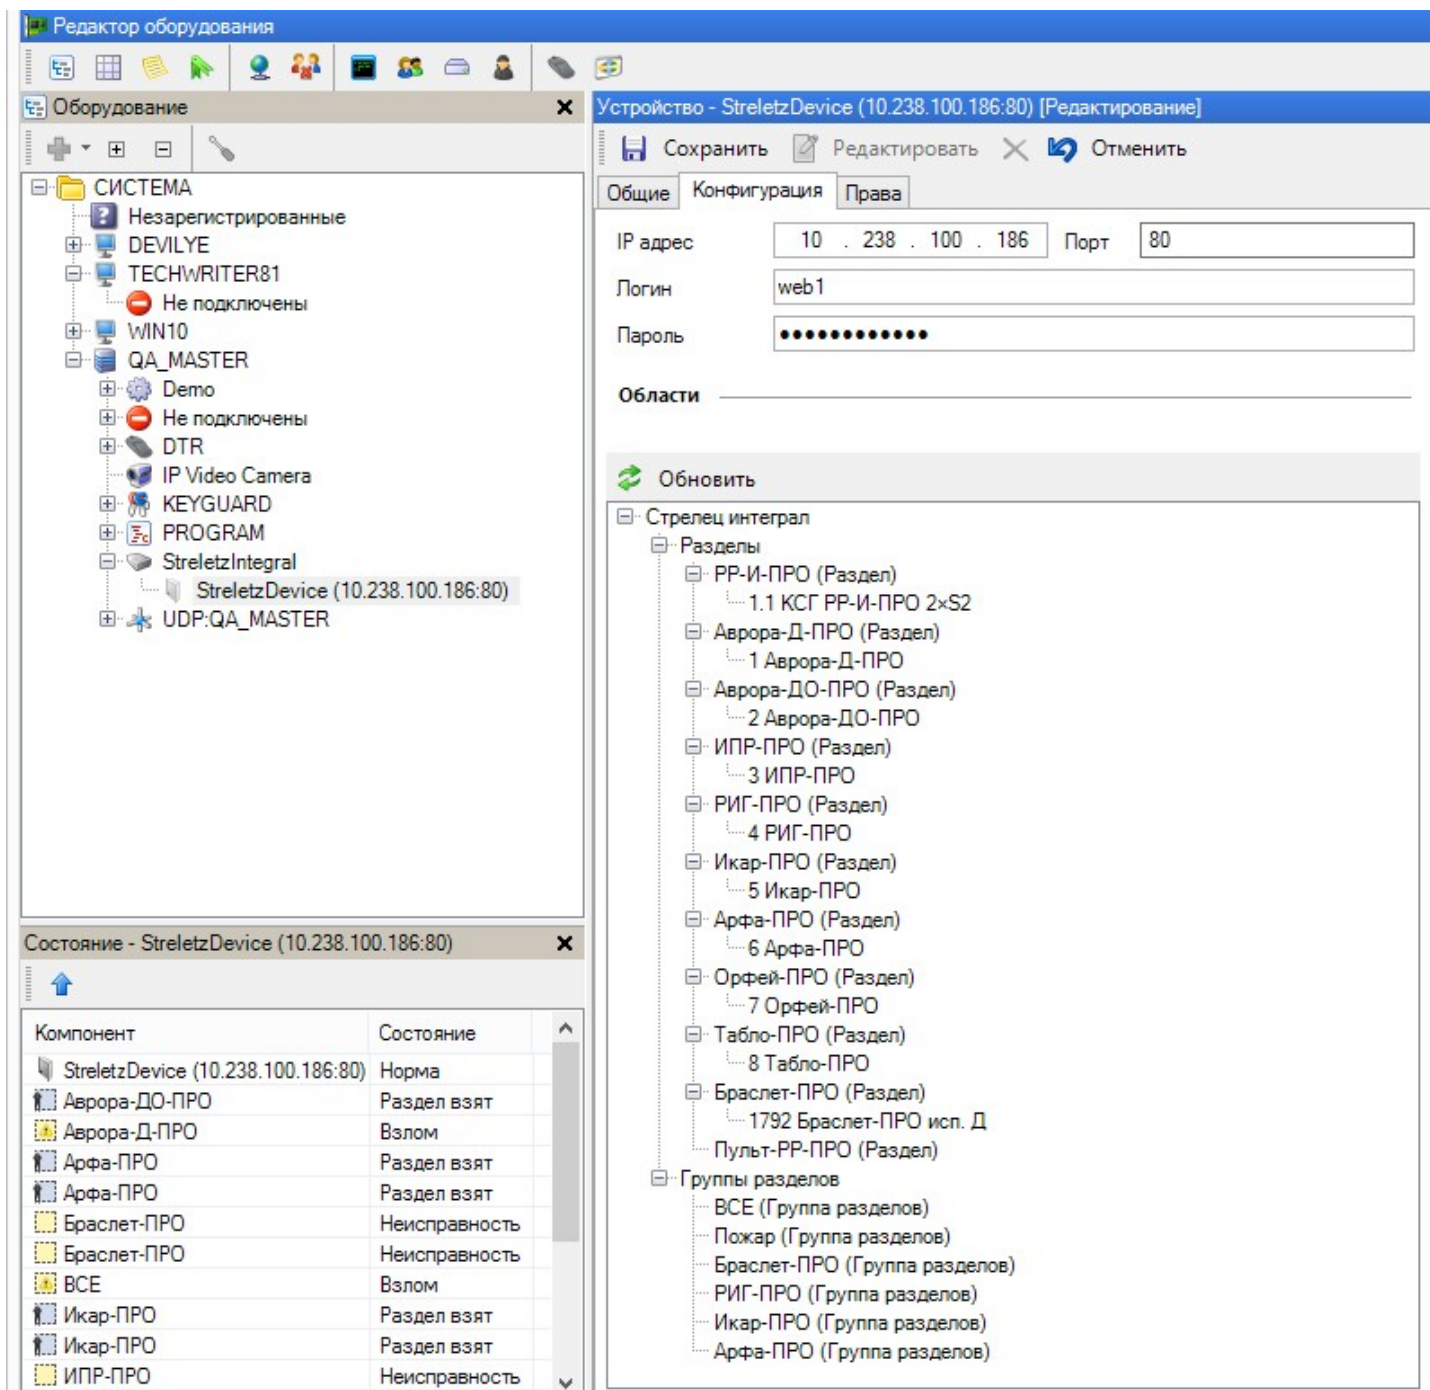 Редактор оборудования
Оборудование
СИСТЕМА
Незарегистрированные
DEVILYE
TECHWRITER81
Не подключены
WIN10
QA_MASTER
Demo
Не подключены
DTR
IP Video Camera
KEYGUARD
PROGRAM
StreletzIntegral
StreletzDevice (10.238.100.186:80)
UDP:QA_MASTER
Состояние - StreletzDevice (10.238.100.186:80)
Компонент Состояние
StreletzDevice (10.238.100.186:80) Норма
Аврора-ДО-ПРО Раздел взят
Аврора-Д-ПРО Взлом
Арфа-ПРО Раздел взят
Арфа-ПРО Раздел взят
Браслет-ПРО Неисправность
Браслет-ПРО Неисправность
ВСЕ Взлом
Икар-ПРО Раздел взят
Икар-ПРО Раздел взят
ИПР-ПРО Неисправность
Устройство - StreletzDevice (10.238.100.186:80) [Редактирование]
Сохранить Редактировать Отменить
Общие Конфигурация Права
IP адрес 10 . 238 . 100 . 186 Порт 80
Логин web1
Пароль ●●●●●●●●●●●●
Области
Обновить
Стрелец интеграл
Разделы
РР-И-ПРО (Раздел)
1.1 КСГ РР-И-ПРО 2×S2
Аврора-Д-ПРО (Раздел)
1 Аврора-Д-ПРО
Аврора-ДО-ПРО (Раздел)
2 Аврора-ДО-ПРО
ИПР-ПРО (Раздел)
3 ИПР-ПРО
РИГ-ПРО (Раздел)
4 РИГ-ПРО
Икар-ПРО (Раздел)
5 Икар-ПРО
Арфа-ПРО (Раздел)
6 Арфа-ПРО
Орфей-ПРО (Раздел)
7 Орфей-ПРО
Табло-ПРО (Раздел)
8 Табло-ПРО
Браслет-ПРО (Раздел)
1792 Браслет-ПРО исп. Д
Пульт-РР-ПРО (Раздел)
Группы разделов
ВСЕ (Группа разделов)
Пожар (Группа разделов)
Браслет-ПРО (Группа разделов)
РИГ-ПРО (Группа разделов)
Икар-ПРО (Группа разделов)
Арфа-ПРО (Группа разделов)